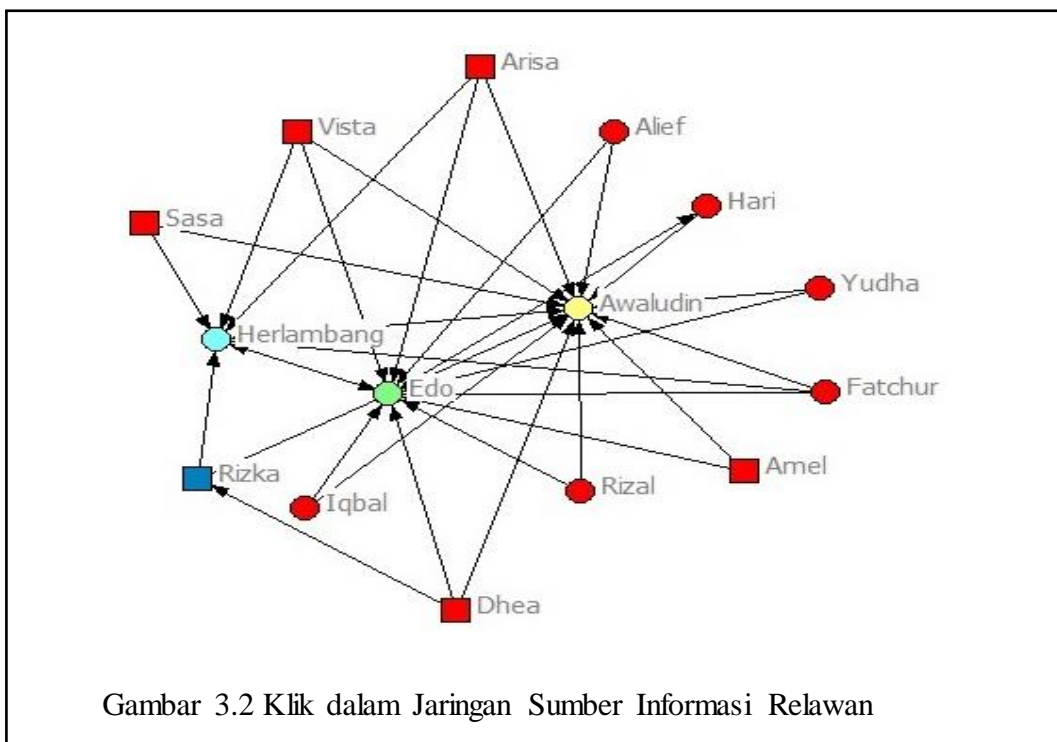 Arisa
Vista
Alief
Hari
Sasa
Yudha
Awaludin
Herlambang
Edo
Fatchur
Amel
Rizka
Rizal
Iqbal
Dhea
Gambar 3.2 Klik dalam Jaringan Sumber Informasi Relawan